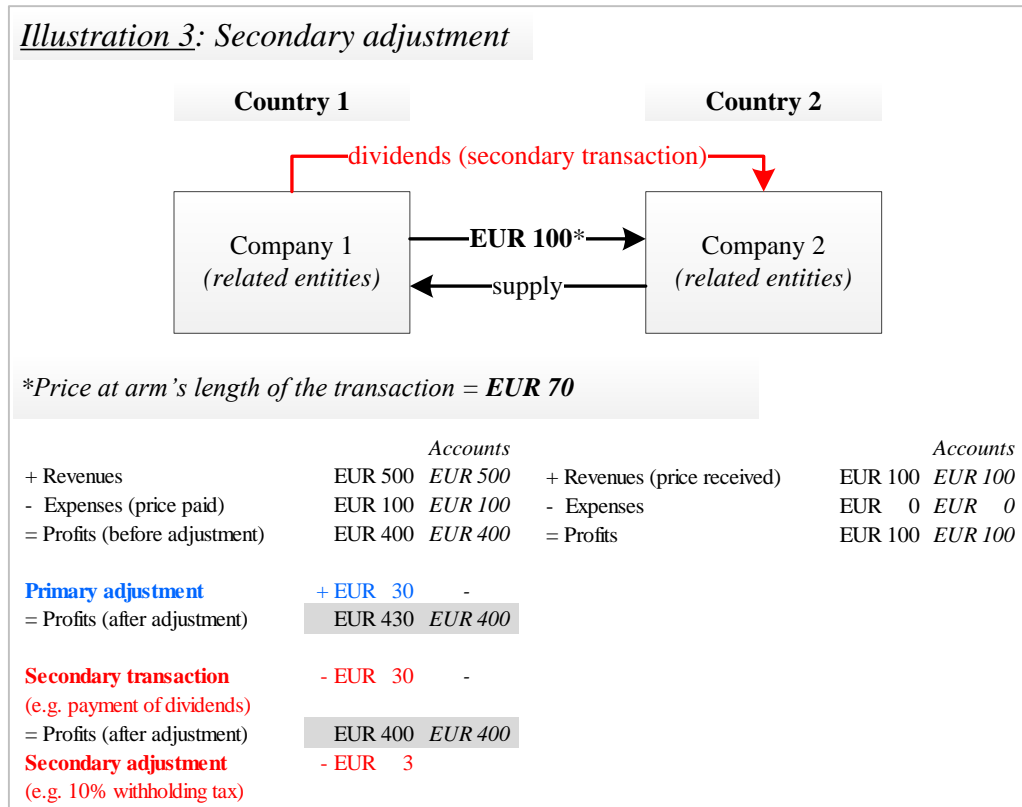 Illustration 3: Secondary adjustment
Country 1 Country 2
dividends (secondary transaction)
Company 1
(related entities)
EUR 100*
supply
Company 2
(related entities)
*Price at arm's length of the transaction = EUR 70
Accounts Accounts
+ Revenues EUR 500 EUR 500 + Revenues (price received) EUR 100 EUR 100
- Expenses (price paid) EUR 100 EUR 100 - Expenses EUR 0 EUR 0
= Profits (before adjustment) EUR 400 EUR 400 = Profits EUR 100 EUR 100
Primary adjustment + EUR 30 -
= Profits (after adjustment) EUR 430 EUR 400
Secondary transaction - EUR 30 -
(e.g. payment of dividends)
= Profits (after adjustment) EUR 400 EUR 400
Secondary adjustment - EUR 3
(e.g. 10% withholding tax)